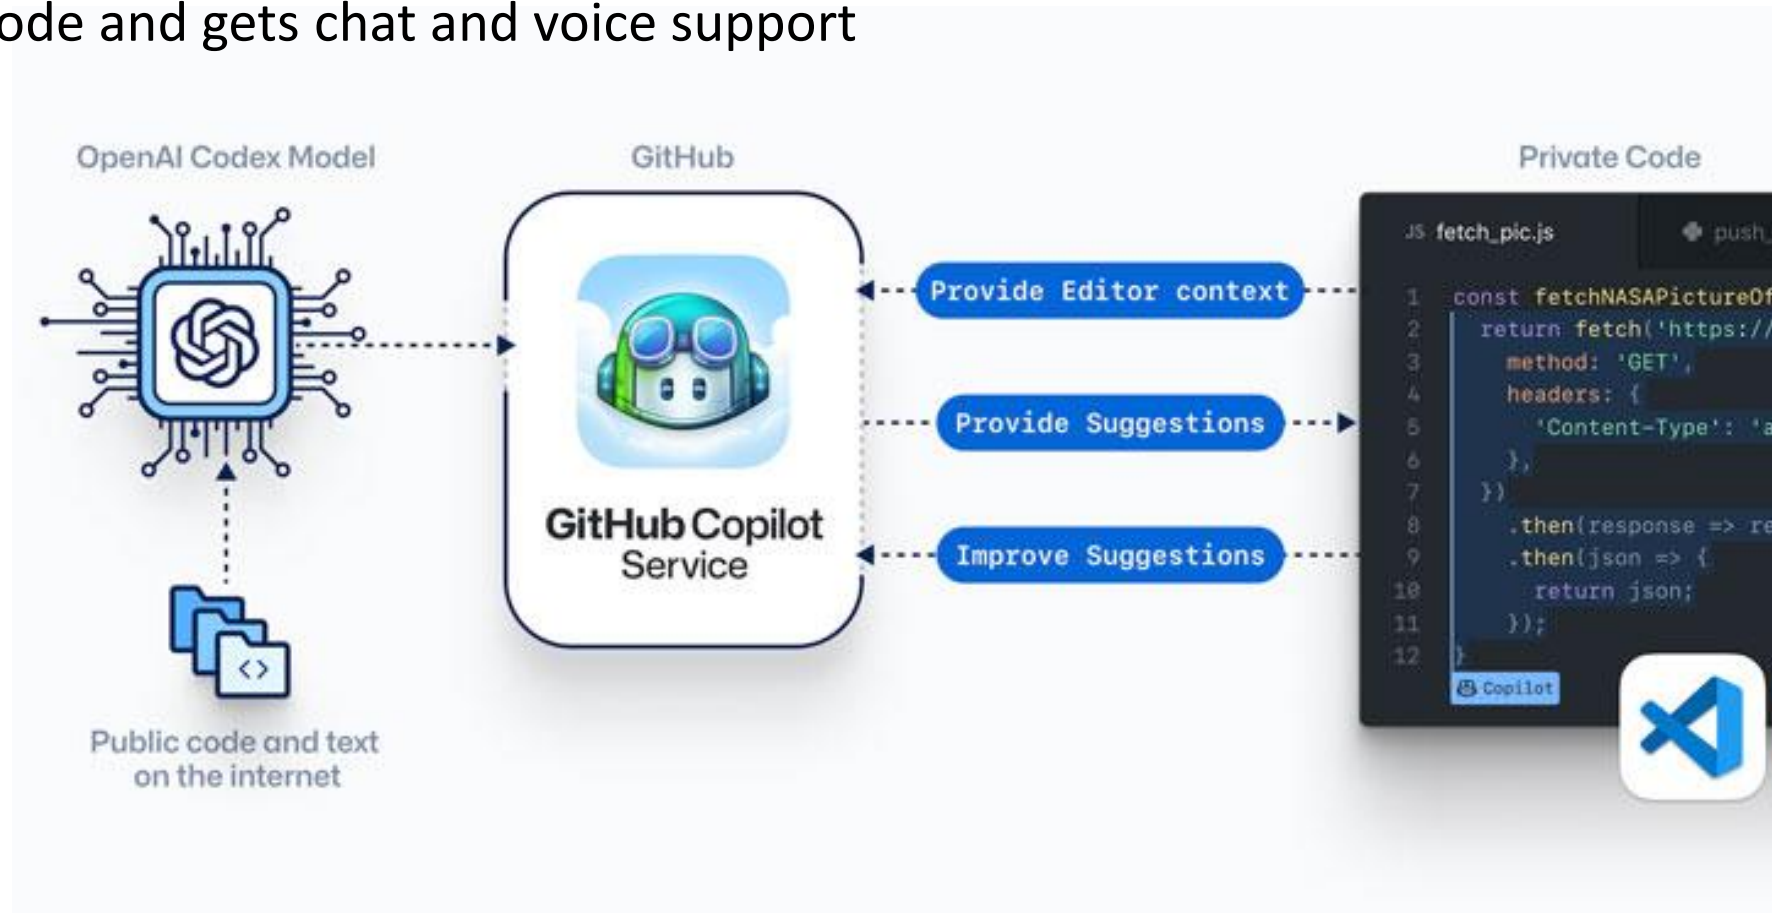 ode and gets chat and voice support
OpenAI Codex Model
GitHub
Private Code
GitHub Copilot
Service
Provide Editor context
Provide Suggestions
Improve Suggestions
Public code and text
on the internet
<>
JS fetch_pic.js
push_
1 const fetchNASAPictureOf
2 return fetch('https://
3 method: 'GET',
4 headers: {
5 'Content-Type': 'a
6 },
7 })
8 .then(response => re
9 .then(json => {
10 return json;
11 });
12 }
Copilot